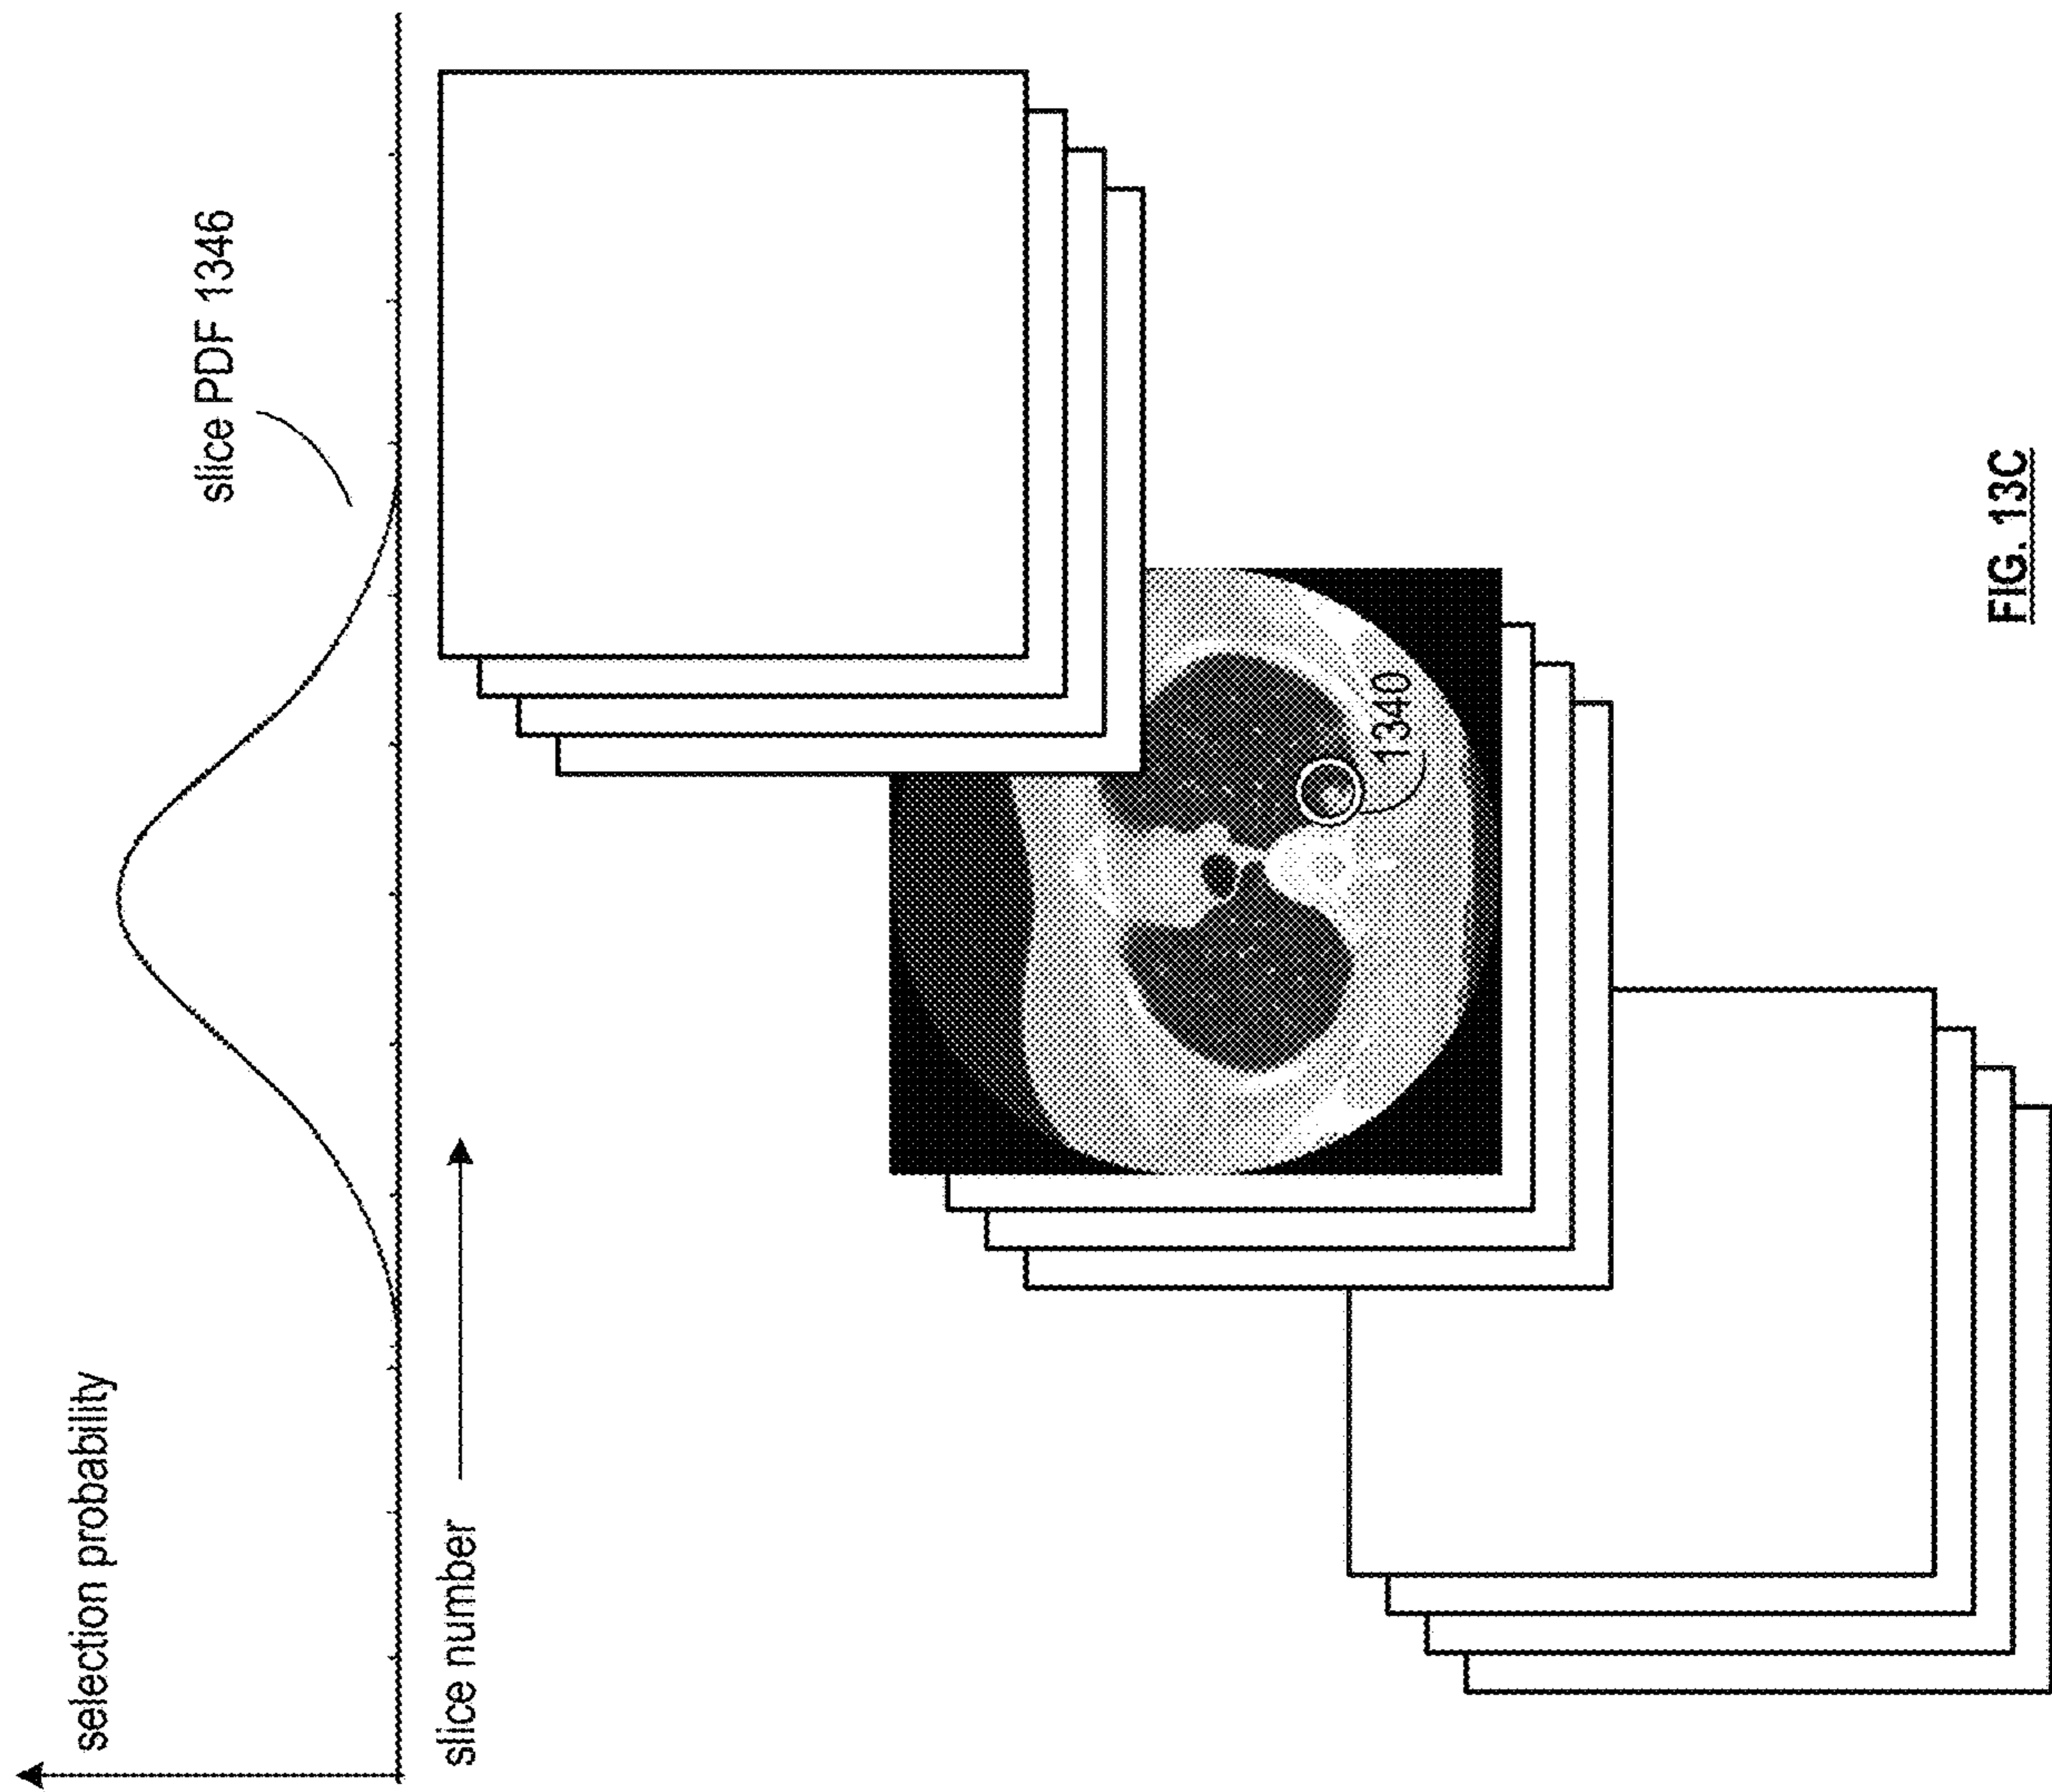 selection probability
slice PDF 1346
slice number
1340
FIG. 13C